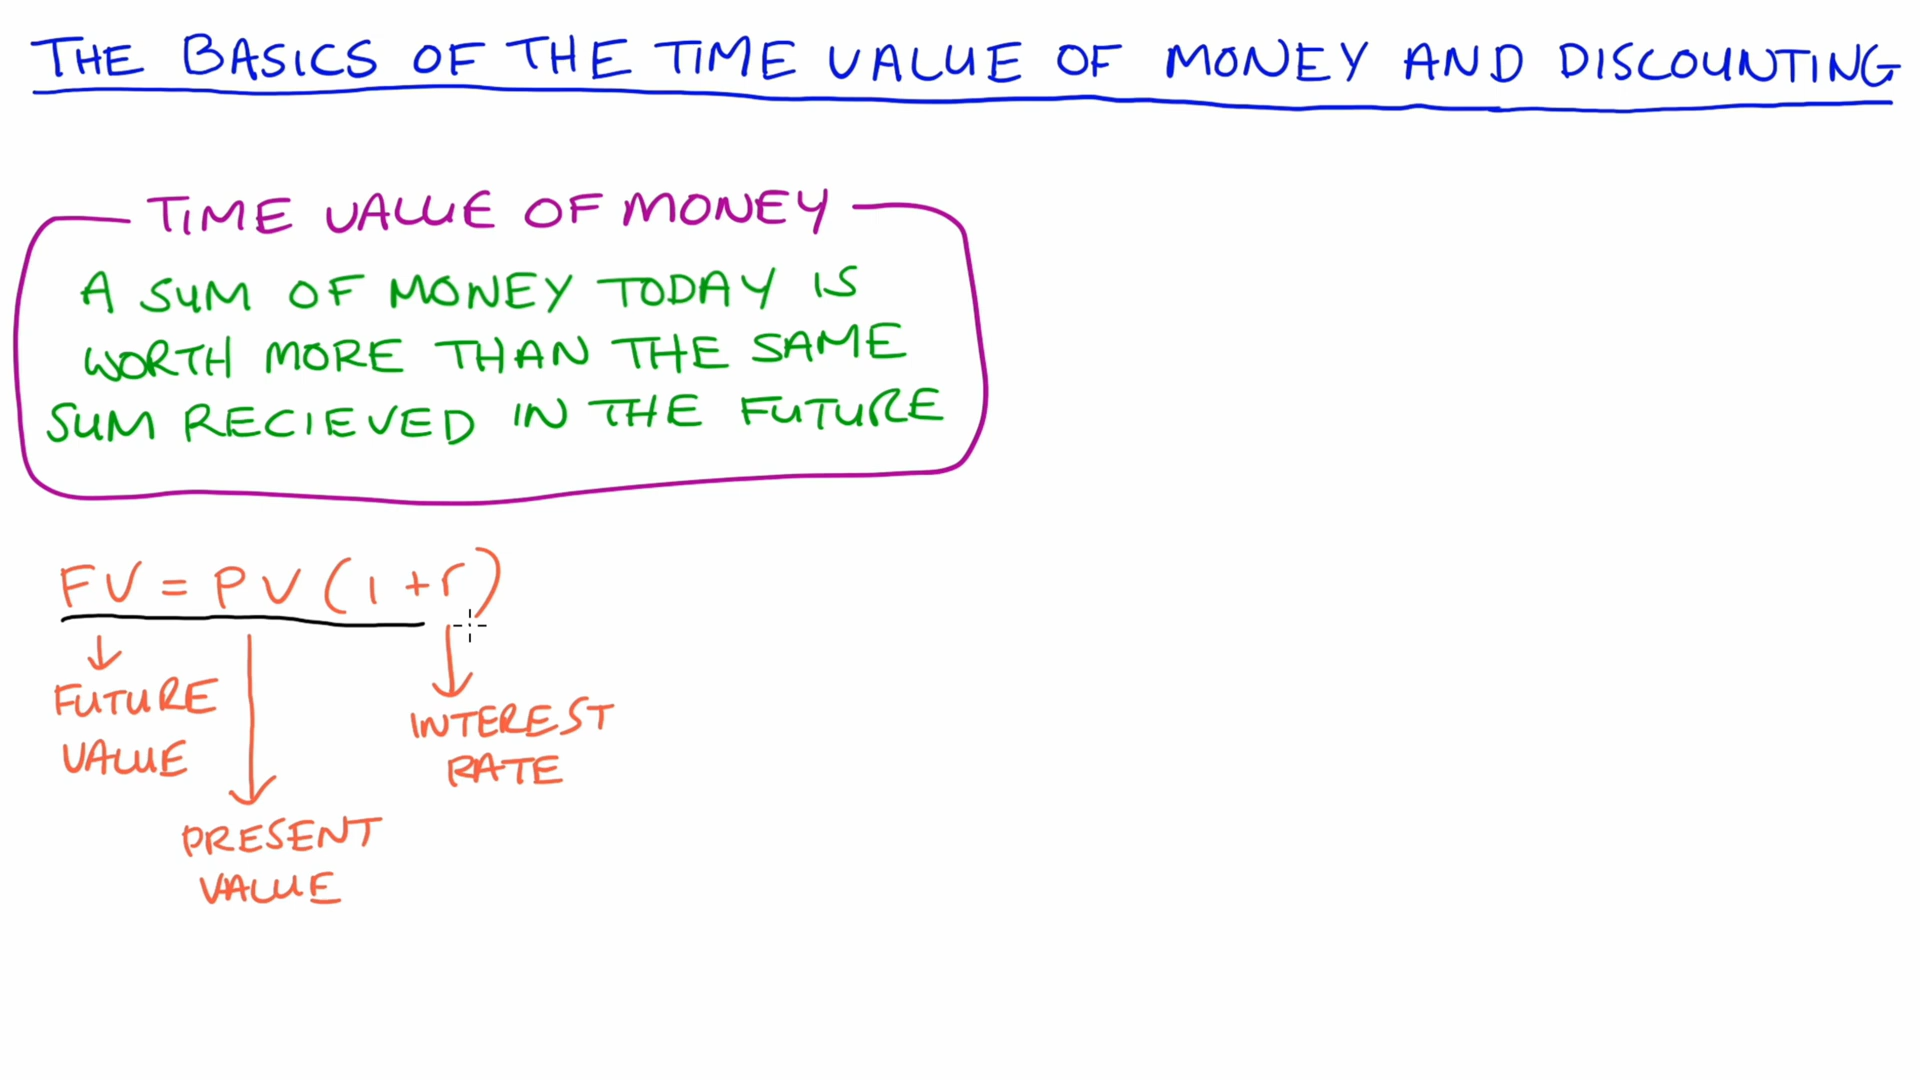 THE BASICS OF THE TIME VALUE OF MONEY AND DISCOUNTING
TIME VALUE OF MONEY
A SUM OF MONEY TODAY IS
WORTH MORE THAN THE SAME
SUM RECIEVED IN THE FUTURE
FV = PV (1 + r)
FUTURE
VALUE
INTEREST
RATE
PRESENT
VALUE